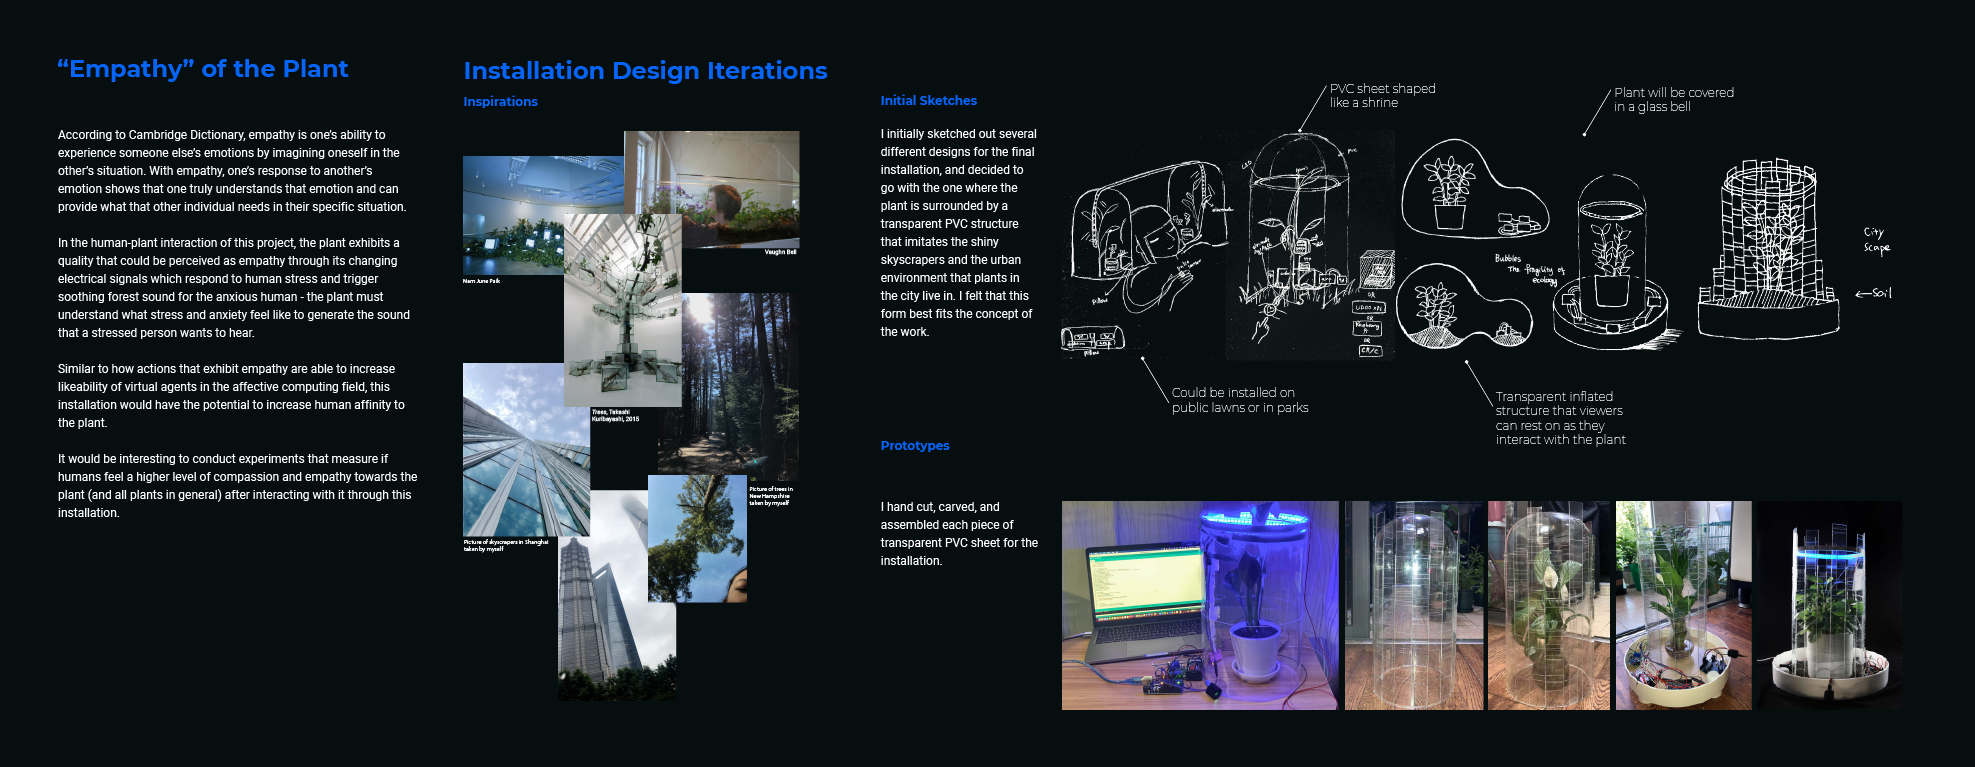 “Empathy” of the Plant
According to Cambridge Dictionary, empathy is one’s ability to
experience someone else’s emotions by imagining oneself in the
other’s situation. With empathy, one’s response to another’s
emotion shows that one truly understands that emotion and can
provide what that other individual needs in their specific situation.
In the human-plant interaction of this project, the plant exhibits a
quality that could be perceived as empathy through its changing
electrical signals which respond to human stress and trigger
soothing forest sound for the anxious human - the plant must
understand what stress and anxiety feel like to generate the sound
that a stressed person wants to hear.
Similar to how actions that exhibit empathy are able to increase
likeability of virtual agents in the affective computing field, this
installation would have the potential to increase human affinity to
the plant.
It would be interesting to conduct experiments that measure if
humans feel a higher level of compassion and empathy towards the
plant (and all plants in general) after interacting with it through this
installation.
Installation Design Iterations
Inspirations
Vaughn Bell
Nam June Paik
Trees, Takashi
Kuribayashi, 2015
Picture of trees in
New Hampshire
taken by myself
Picture of skyscrapers in Shanghai
taken by myself
Initial Sketches
I initially sketched out several
different designs for the final
installation, and decided to
go with the one where the
plant is surrounded by a
transparent PVC structure
that imitates the shiny
skyscrapers and the urban
environment that plants in
the city live in. I felt that this
form best fits the concept of
the work.
PVC sheet shaped
like a shrine
Plant will be covered
in a glass bell
LED
PVC
pillow
pillow
OR
OR
OR
Bubbles
The fragility of
ecology
City
Scape
←Soil
Could be installed on
public lawns or in parks
Transparent inflated
structure that viewers
can rest on as they
interact with the plant
Prototypes
I hand cut, carved, and
assembled each piece of
transparent PVC sheet for the
installation.